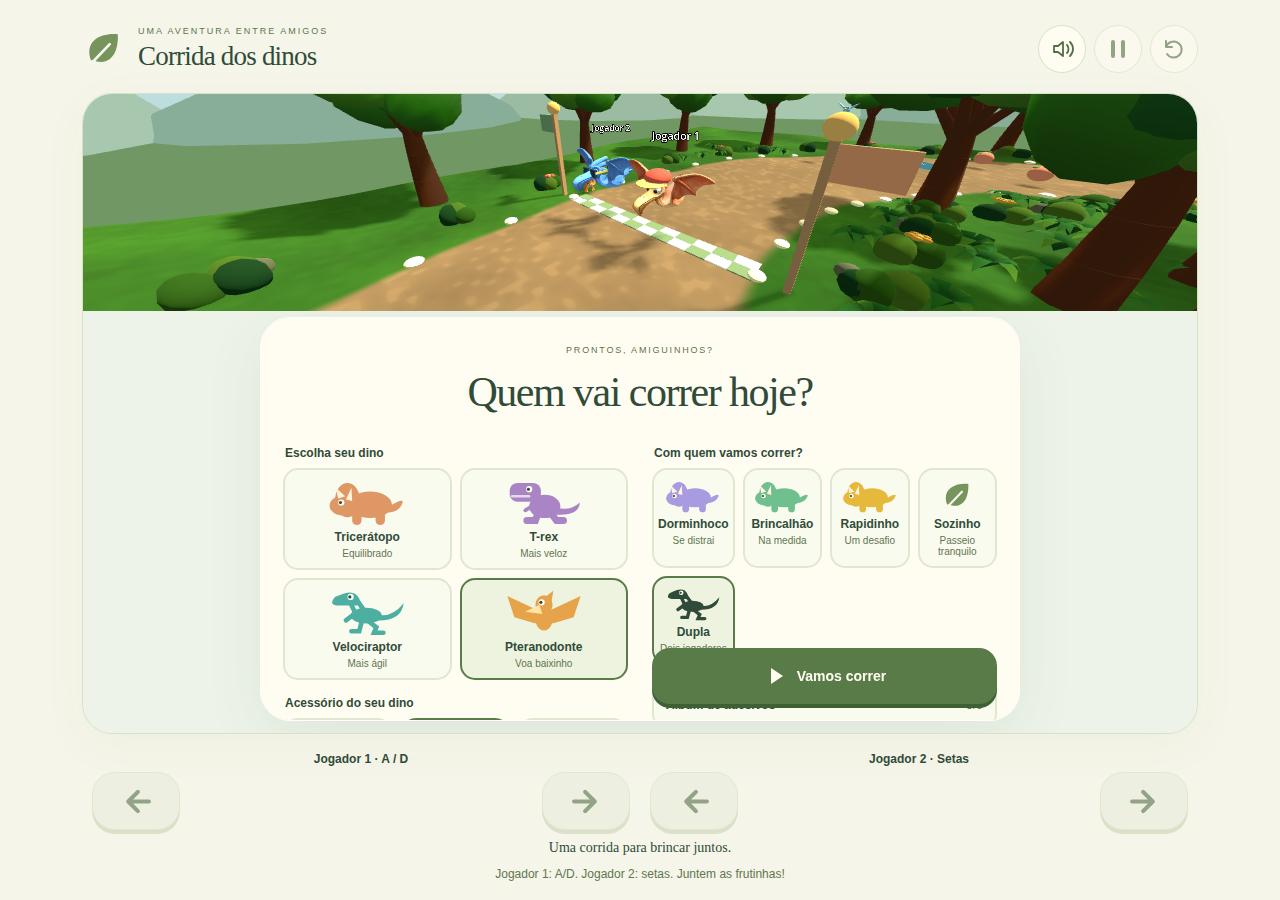 UMA AVENTURA ENTRE AMIGOS
Corrida dos dinos
Jogador 2
Jogador 1
PRONTOS, AMIGUINHOS?
Quem vai correr hoje?
Escolha seu dino
Com quem vamos correr?
Tricerátopo
Equilibrado
T-rex
Mais veloz
Dorminhoco
Se distrai
Brincalhão
Na medida
Rapidinho
Um desafio
Sozinho
Passeio
tranquilo
Velociraptor
Mais ágil
Pteranodonte
Voa baixinho
Dupla
Dois jogadores
Vamos correr
Acessório do seu dino
Jogador 1 · A / D
Jogador 2 · Setas
Uma corrida para brincar juntos.
Jogador 1: A/D. Jogador 2: setas. Juntem as frutinhas!